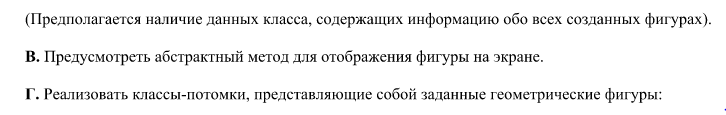 (Предполагается наличие данных класса, содержащих информацию обо всех созданных фигурах).
В. Предусмотреть абстрактный метод для отображения фигуры на экране.
Г. Реализовать классы-потомки, представляющие собой заданные геометрические фигуры: